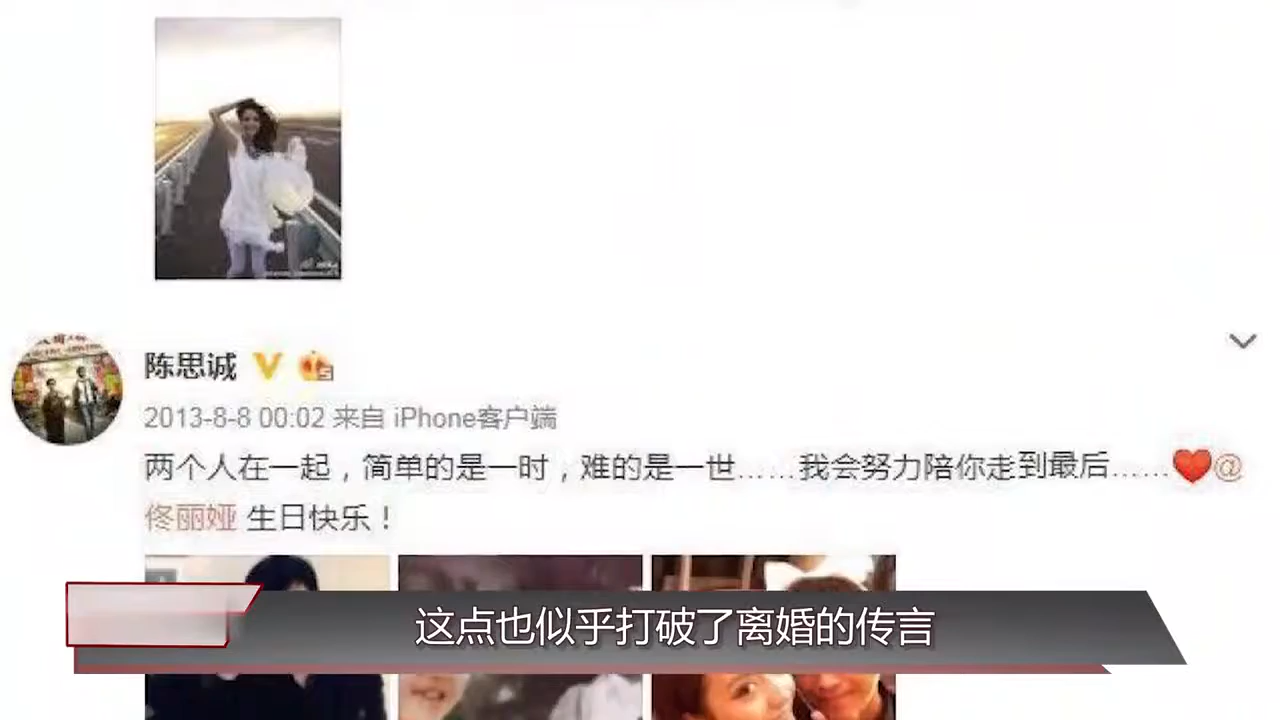 陈思诚
2013-8-8 00:02 来自 iPhone客户端
两个人在一起，简单的是一时，难的是一世……我会努力陪你走到最后……❤@
佟丽娅 生日快乐！
这点也似乎打破了离婚的传言